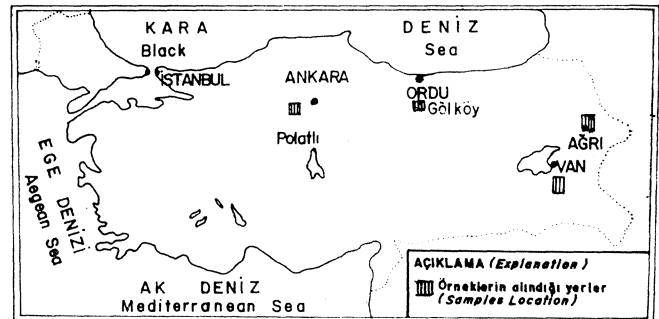 KARA
Black
DENİZ
Sea
İSTANBUL
ANKARA
ORDU
Gölköy
Polatlı
AĞRI
VAN
EGE DENİZİ
Aegean Sea
AK DENİZ
Mediterranean Sea
AÇIKLAMA (Explanation)
Örneklerin alındığı yerler
(Samples Location)